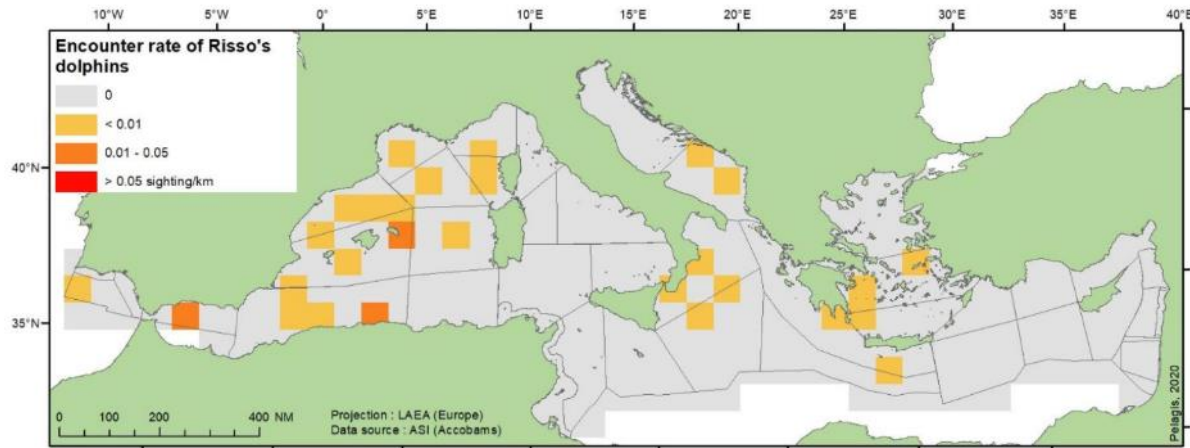 10°W 5°W 0° 5°E 10°E 15°E 20°E 25°E 30°E 35°E 40°E
Encounter rate of Risso's
dolphins
0
< 0.01
0.01 - 0.05
> 0.05 sighting/km
40°N
35°N
0 100 200 400 NM
Projection : LAEA (Europe)
Data source : ASI (Accobams)
Pelagis, 2020